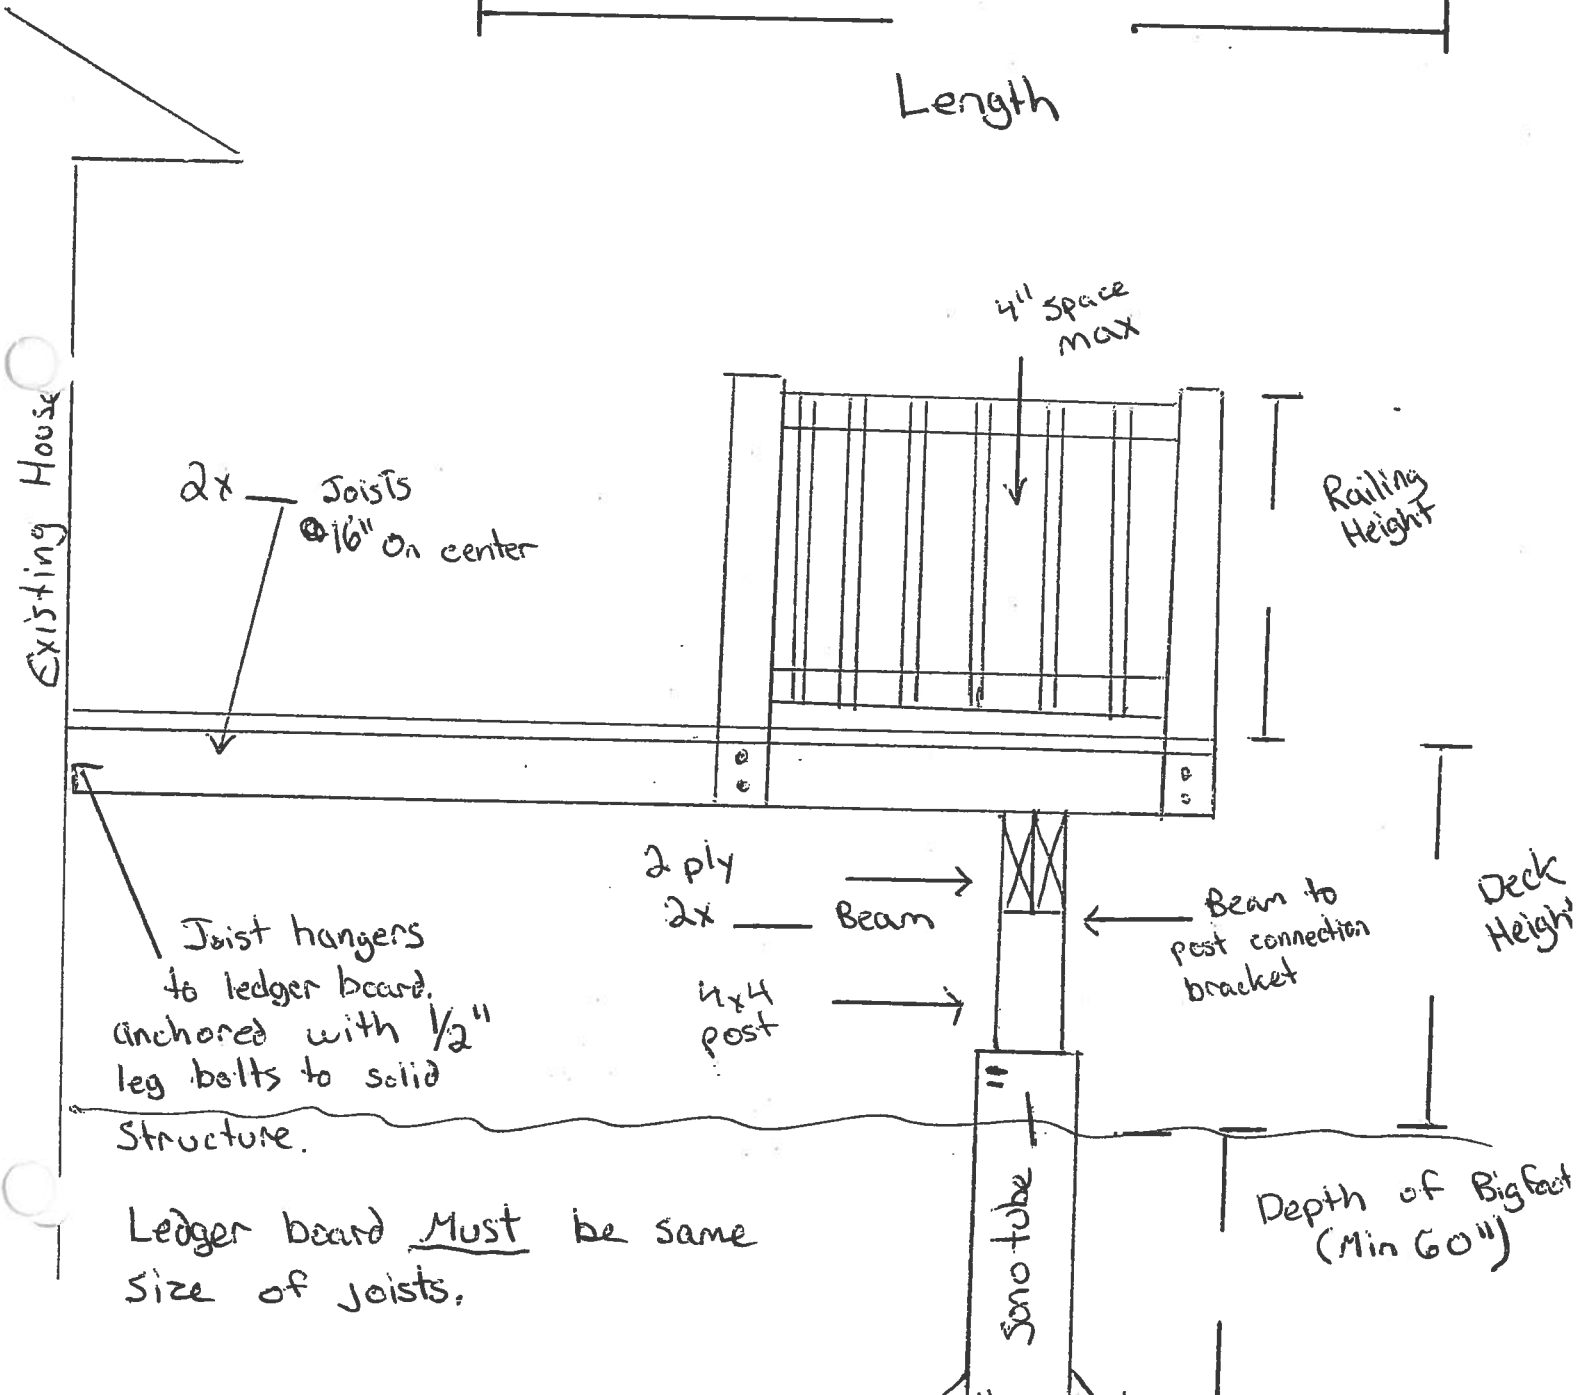 Length
4" space
max
Existing House
2x __ Joists
@16" On center
Railing
Height
2 ply
2x __ Beam
Beam to
post connection
bracket
Deck
Height
Joist hangers
to ledger board.
anchored with 1/2"
leg bolts to solid
structure.
4x4
post
Ledger board Must be same
size of joists.
Sono tube
Depth of Bigfoot
(Min 60")